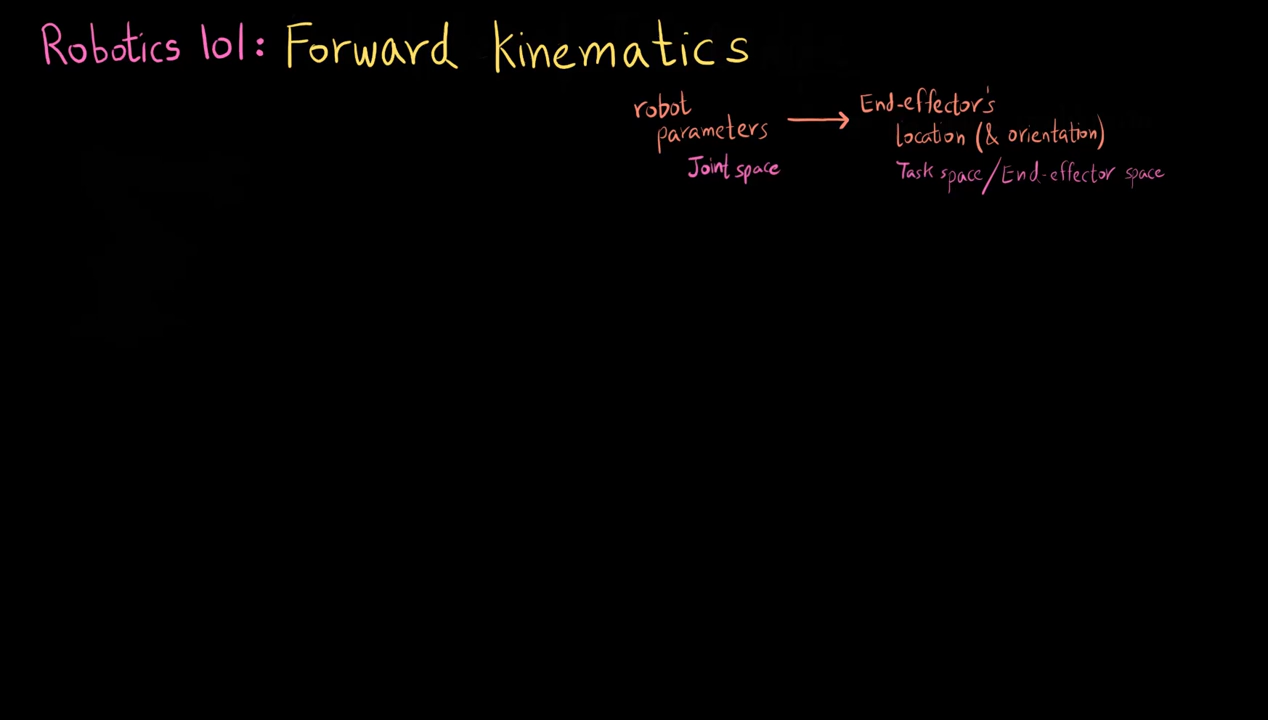 Robotics 101: Forward kinematics
robot parameters → End-effector's location (& orientation)
Joint space
Task space/End-effector space